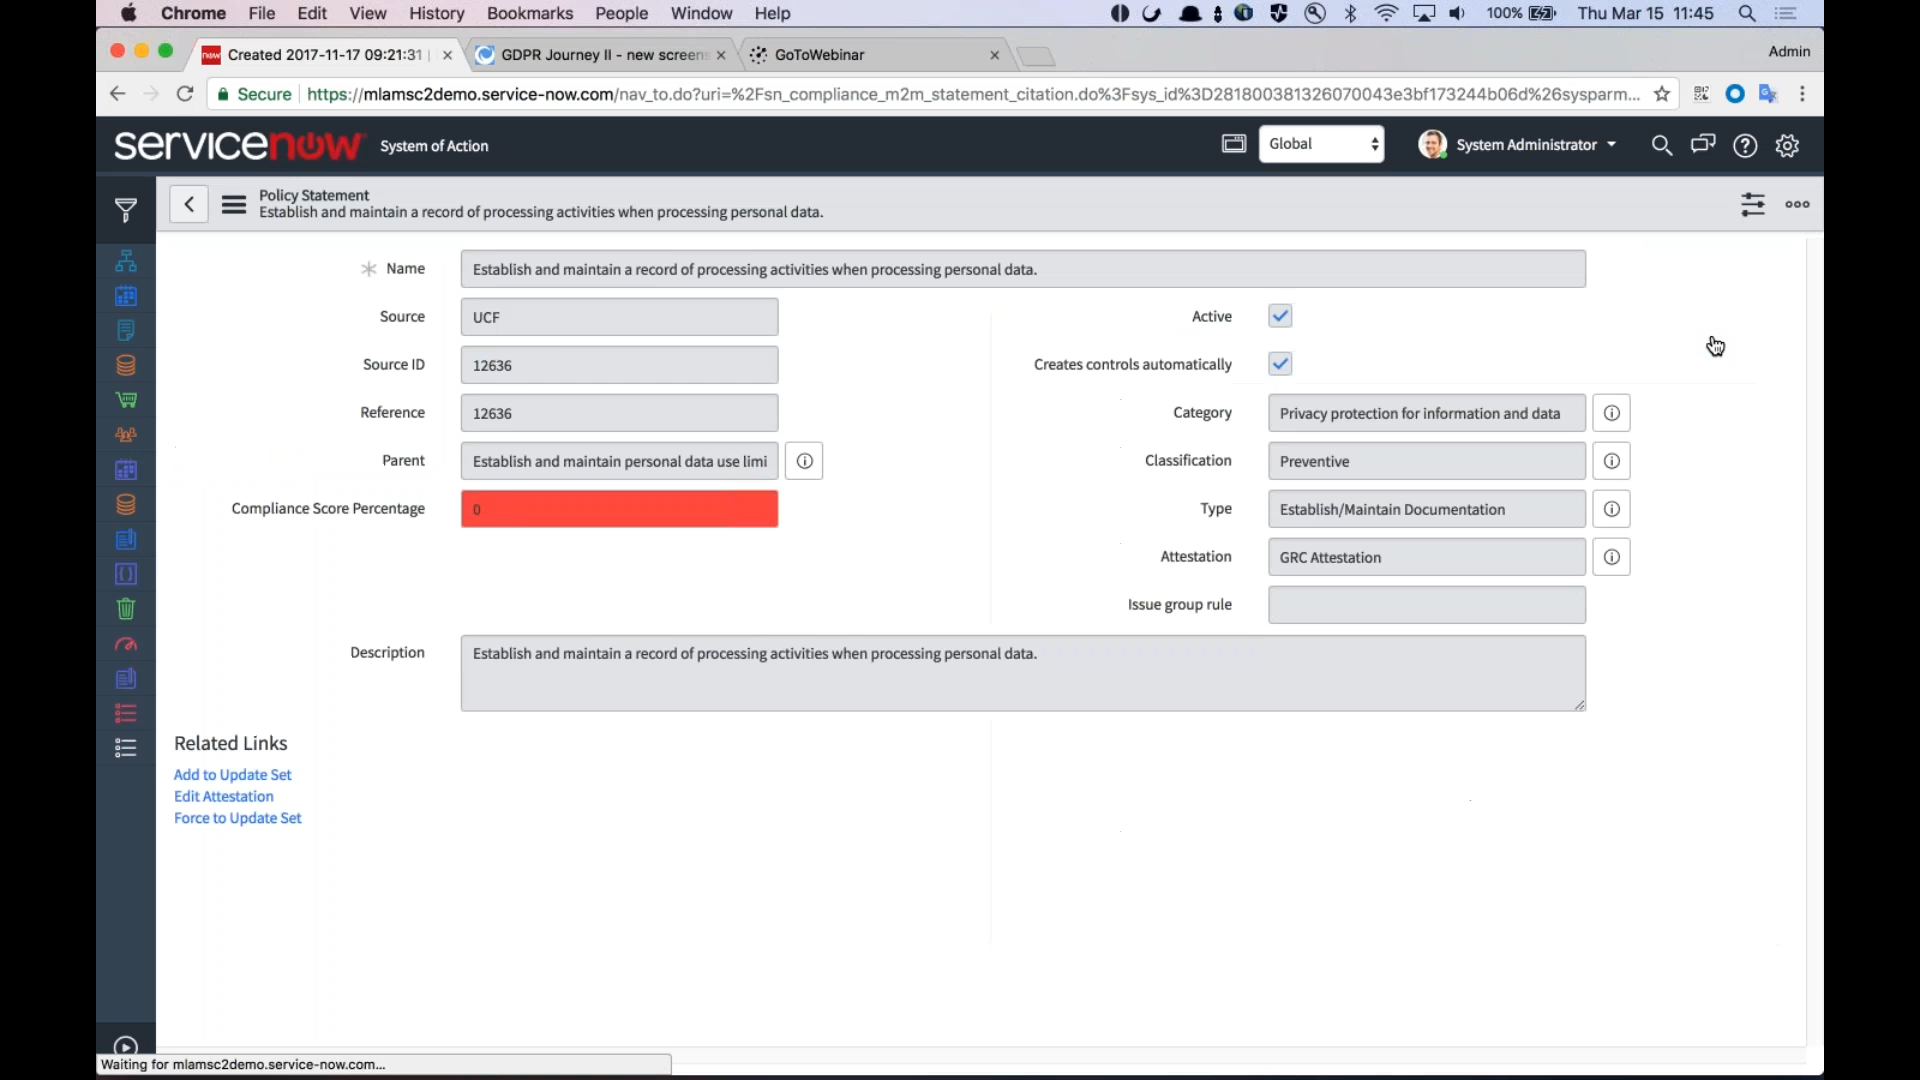 Chrome File Edit View History Bookmarks People Window Help 100% Thu Mar 15 11:45
now Created 2017-11-17 09:21:31 GDPR Journey II - new screens GoToWebinar Admin
Secure https://mlamsc2demo.service-now.com/nav_to.do?uri=%2Fsn_compliance_m2m_statement_citation.do%3Fsys_id%3D281800381326070043e3bf173244b06d%26sysparm...
servicenow System of Action Global System Administrator
Policy Statement
Establish and maintain a record of processing activities when processing personal data.
Name Establish and maintain a record of processing activities when processing personal data.
Source UCF Active
Source ID 12636 Creates controls automatically
Reference 12636 Category Privacy protection for information and data
Parent Establish and maintain personal data use limi Classification Preventive
Compliance Score Percentage 0 Type Establish/Maintain Documentation
Attestation GRC Attestation
Issue group rule
Description Establish and maintain a record of processing activities when processing personal data.
Related Links
Add to Update Set
Edit Attestation
Force to Update Set
Waiting for mlamsc2demo.service-now.com...